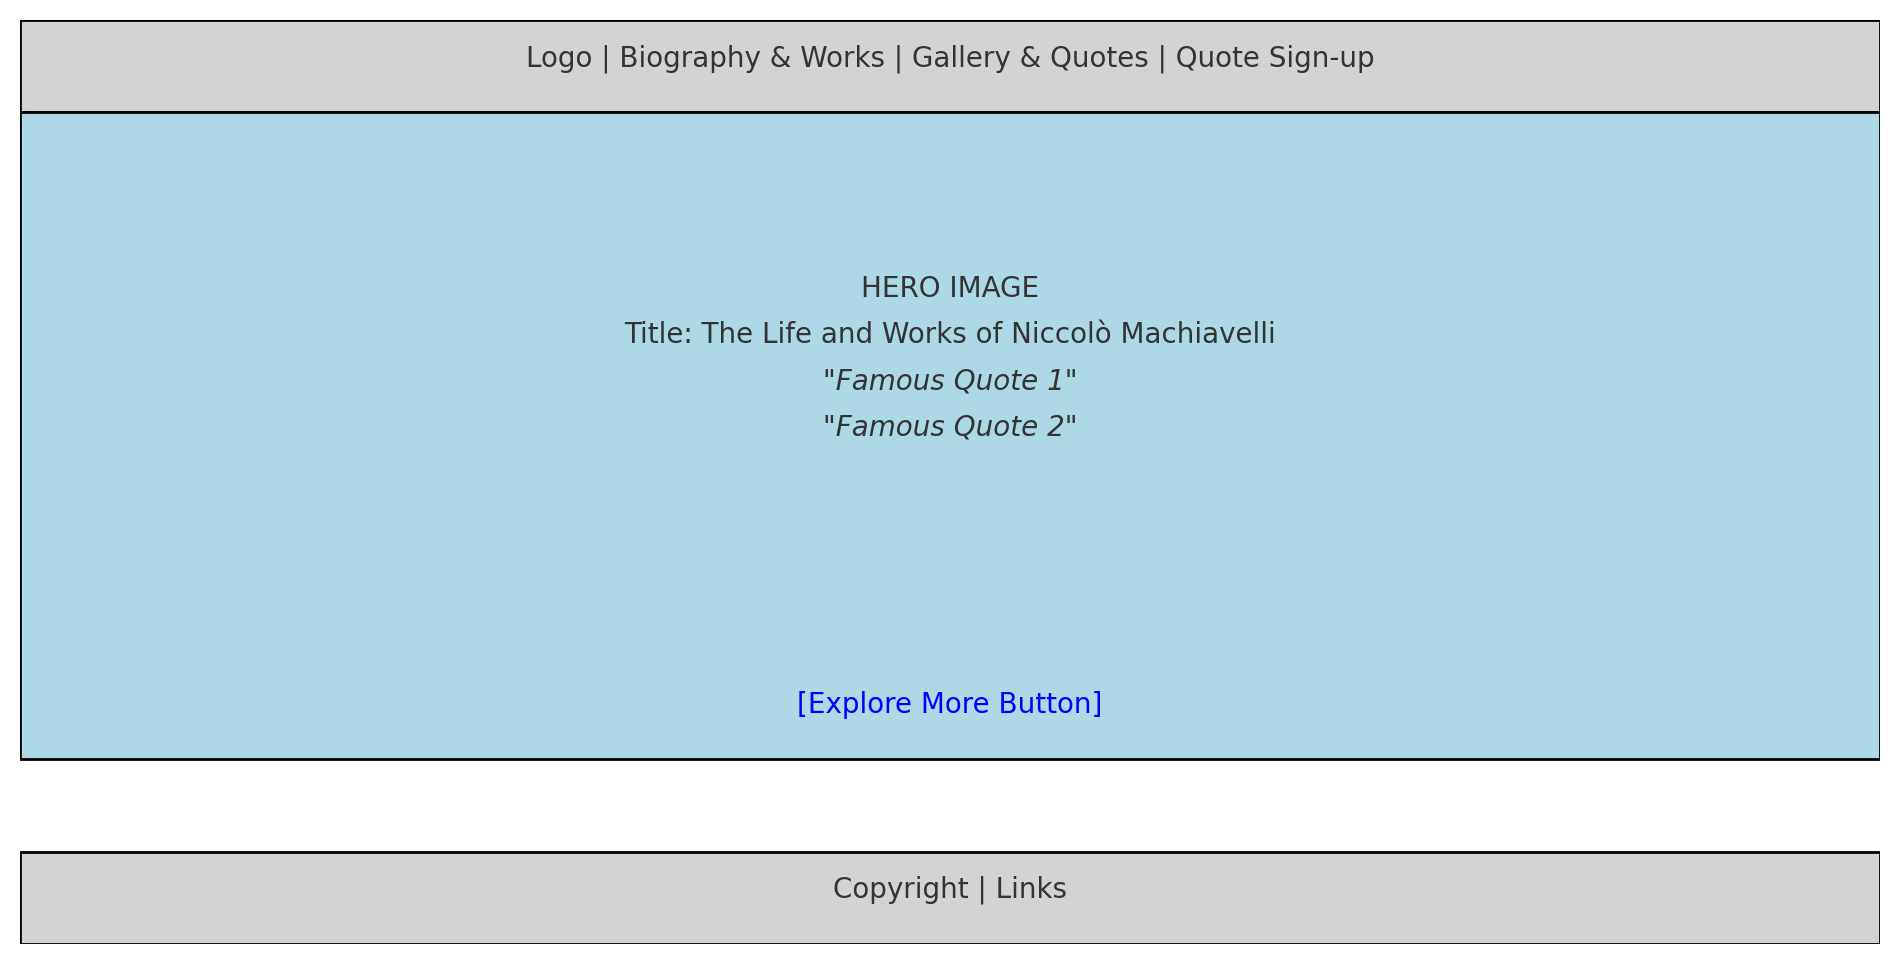 Logo | Biography & Works | Gallery & Quotes | Quote Sign-up
HERO IMAGE
Title: The Life and Works of Niccolò Machiavelli
"Famous Quote 1"
"Famous Quote 2"
[Explore More Button]
Copyright | Links